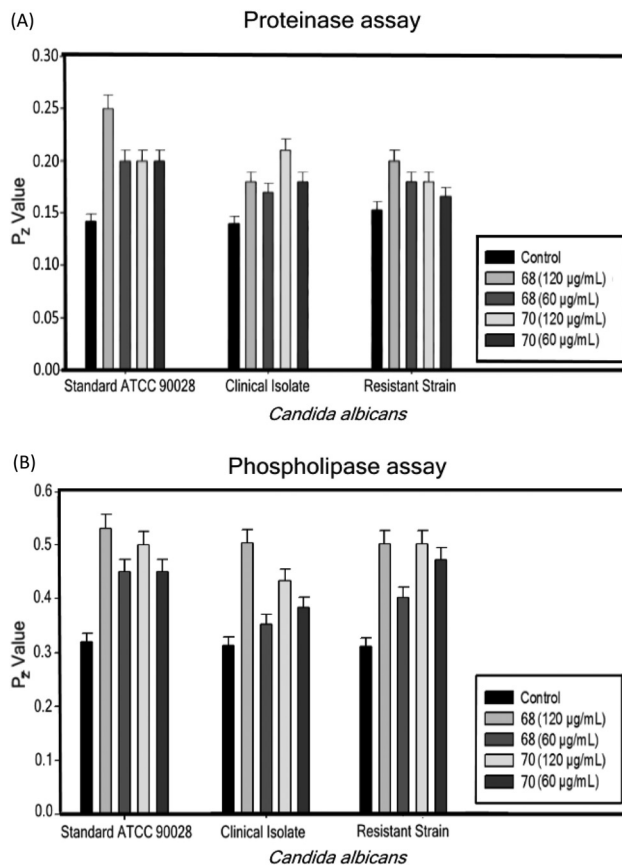 (A)
Proteinase assay
0.30
0.25
0.20
0.15
0.10
0.05
0.00
Pz Value
Control
68 (120 µg/mL)
68 (60 µg/mL)
70 (120 µg/mL)
70 (60 µg/mL)
Standard ATCC 90028 Clinical Isolate Resistant Strain
Candida albicans
(B)
Phospholipase assay
0.6
0.5
0.4
0.3
0.2
0.1
0.0
Pz Value
Control
68 (120 µg/mL)
68 (60 µg/mL)
70 (120 µg/mL)
70 (60 µg/mL)
Standard ATCC 90028 Clinical Isolate Resistant Strain
Candida albicans